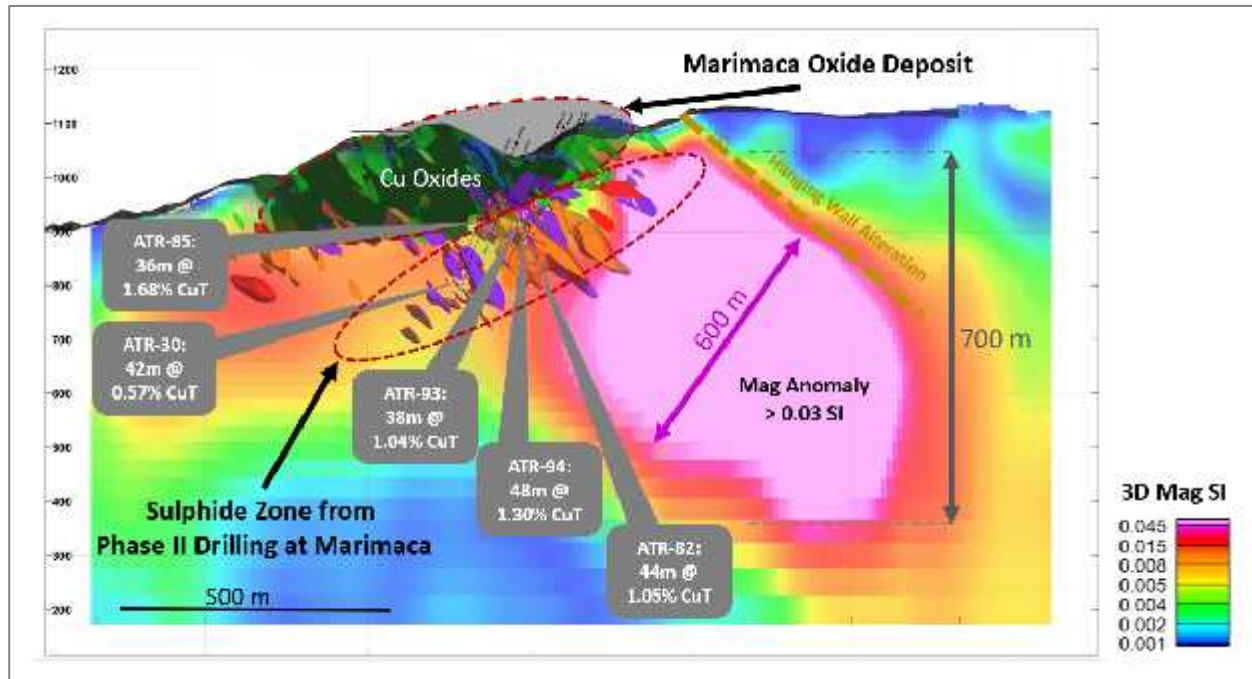 Marimaca Oxide Deposit
1200
1100
1000
900
800
700
600
500
400
300
200
Cu Oxides
Hanging Wall Alteration
ATR-85:
36m @
1.68% CuT
ATR-30:
42m @
0.57% CuT
ATR-93:
38m @
1.04% CuT
ATR-94:
48m @
1.30% CuT
ATR-82:
44m @
1.05% CuT
600 m
700 m
Mag Anomaly
> 0.03 SI
Sulphide Zone from
Phase II Drilling at Marimaca
500 m
3D Mag SI
0.045
0.015
0.008
0.005
0.004
0.002
0.001